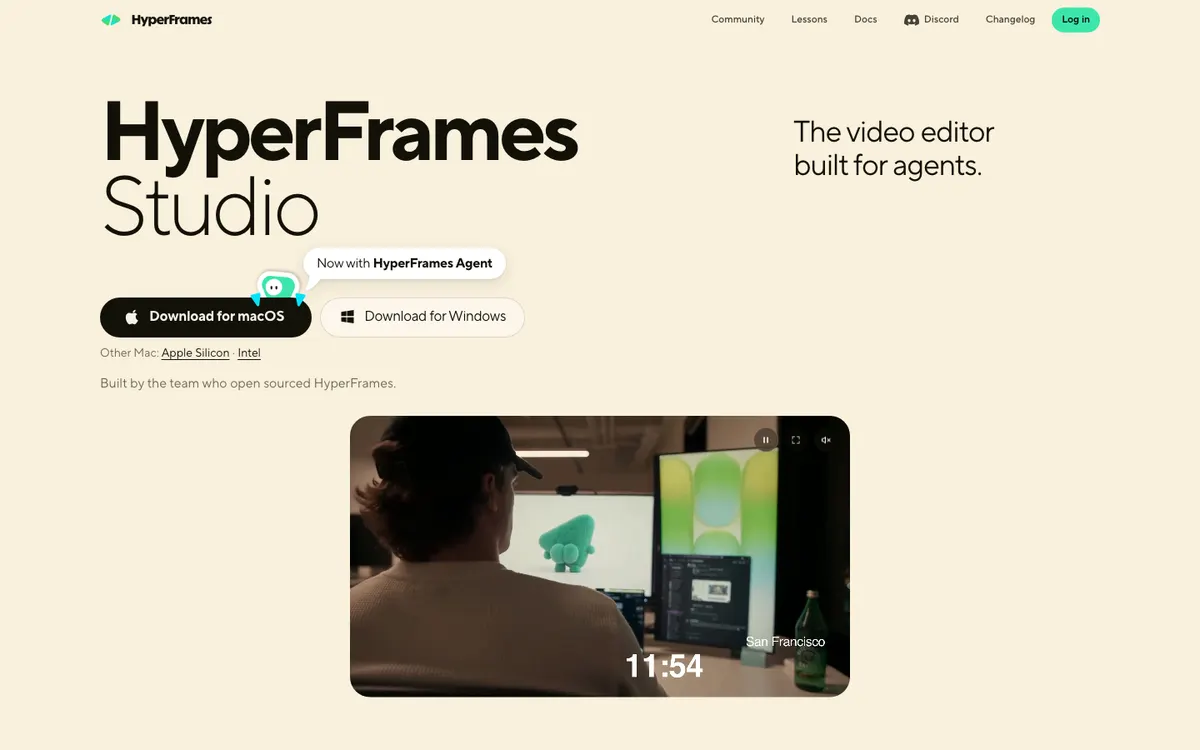 HyperFrames
Community
Lessons
Docs
Discord
Changelog
Log in
HyperFrames
Studio
The video editor
built for agents.
Now with HyperFrames Agent
Download for macOS
Download for Windows
Other Mac: Apple Silicon · Intel
Built by the team who open sourced HyperFrames.
San Francisco
11:54